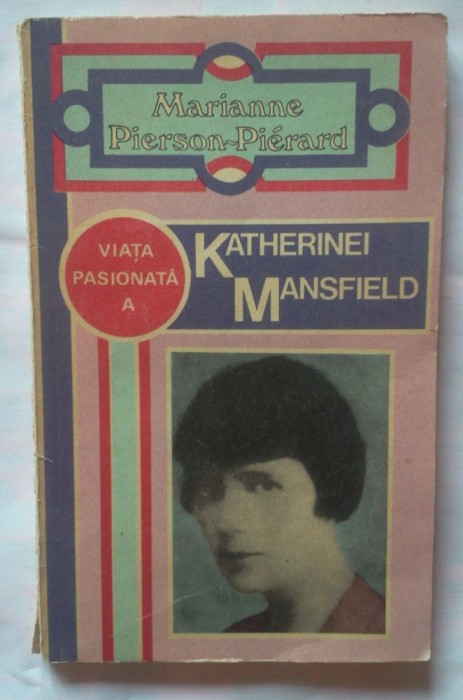 Marianne
Pierson-Piérard
VIAȚA
PASIONATĂ
A
KATHERINEI
MANSFIELD